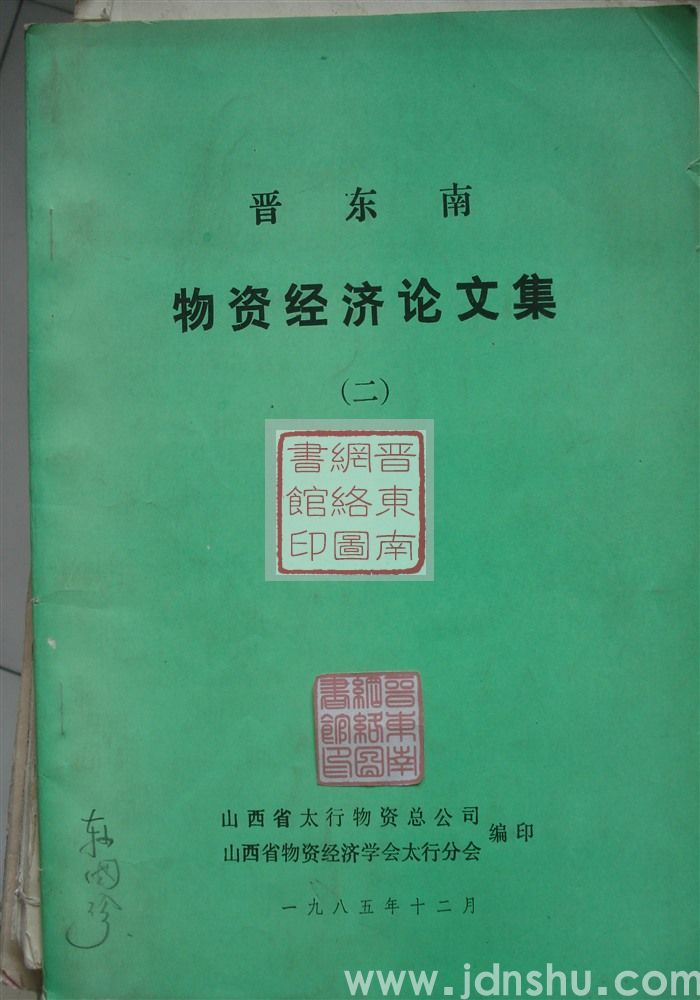 晋东南
物资经济论文集
（二）
晋東南
網絡圖
書館印
晋東南
網絡圖
書館印
山西省太行物资总公司
山西省物资经济学会太行分会
编印
一九八五年十二月
www.jdnshu.com